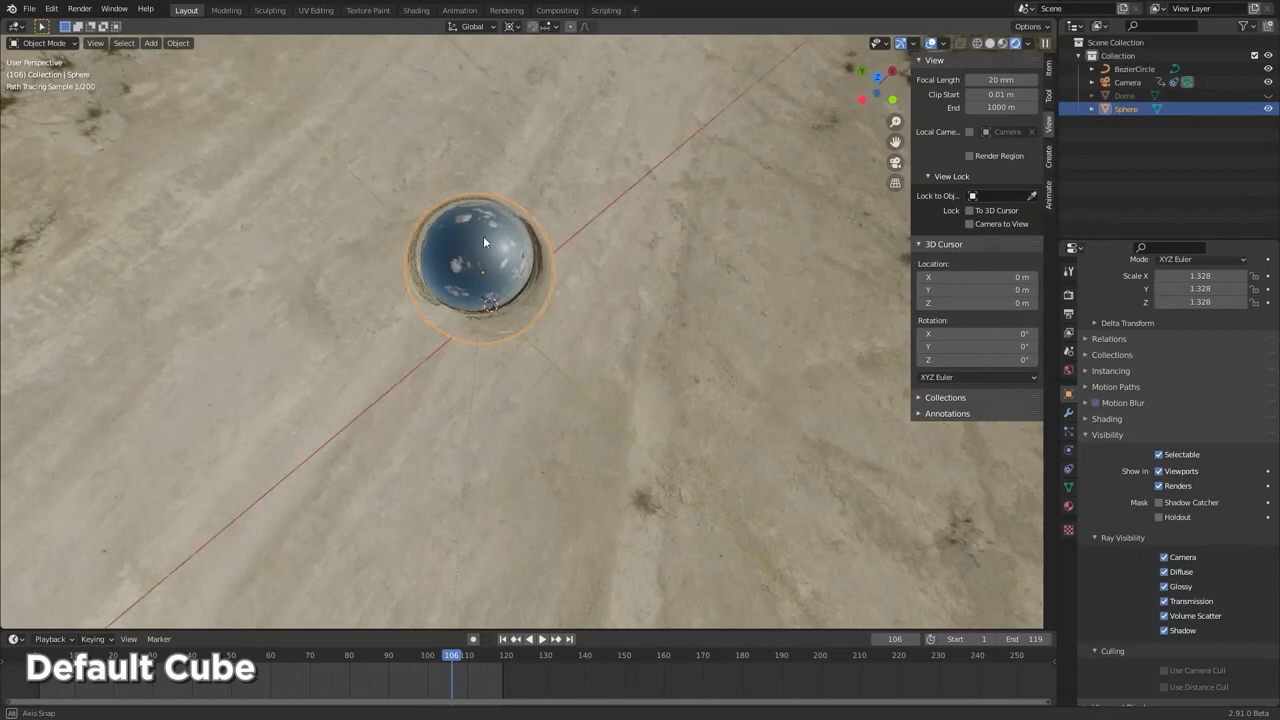 File Edit Render Window Help Layout Modeling Sculpting UV Editing Texture Paint Shading Animation Rendering Compositing Scripting + Scene View Layer
Global Options
Object Mode View Select Add Object
User Perspective
(106) Collection | Sphere
Path Tracing Sample 1/200
View
Focal Length 20 mm
Clip Start 0.01 m
End 1000 m
Local Came... Camera
Render Region
View Lock
Lock to Obj...
Lock To 3D Cursor
Camera to View
3D Cursor
Location:
X 0 m
Y 0 m
Z 0 m
Rotation:
X 0°
Y 0°
Z 0°
XYZ Euler
Collections
Annotations
Item
Tool
View
Create
Animate
Scene Collection
Collection
BezierCircle
Camera
Dome
Sphere
Mode XYZ Euler
Scale X 1.328
Y 1.328
Z 1.328
Delta Transform
Relations
Collections
Instancing
Motion Paths
Motion Blur
Shading
Visibility
Selectable
Show in Viewports
Renders
Mask Shadow Catcher
Holdout
Ray Visibility
Camera
Diffuse
Glossy
Transmission
Volume Scatter
Shadow
Culling
Use Camera Cull
Use Distance Cull
Playback Keying View Marker 106 Start 1 End 119
106 120 130 140 150 160 170 180 190 200 210 220 230 240 250
Default Cube
Axis Snap 2.91.0 Beta